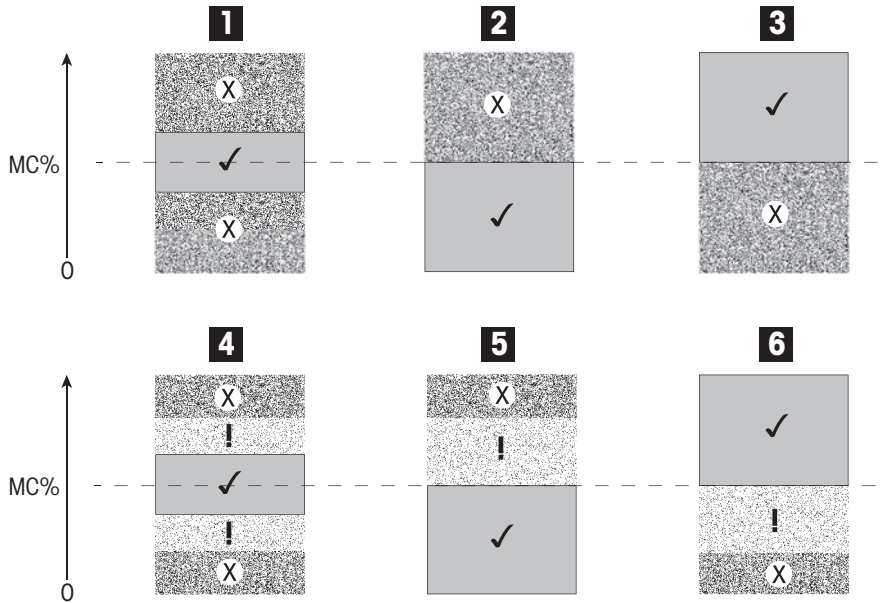 1 2 3
X X ✓
MC% ✓
✓ X
X
0
4 5 6
X X ✓
! !
MC% ✓
! ✓ !
X X
0